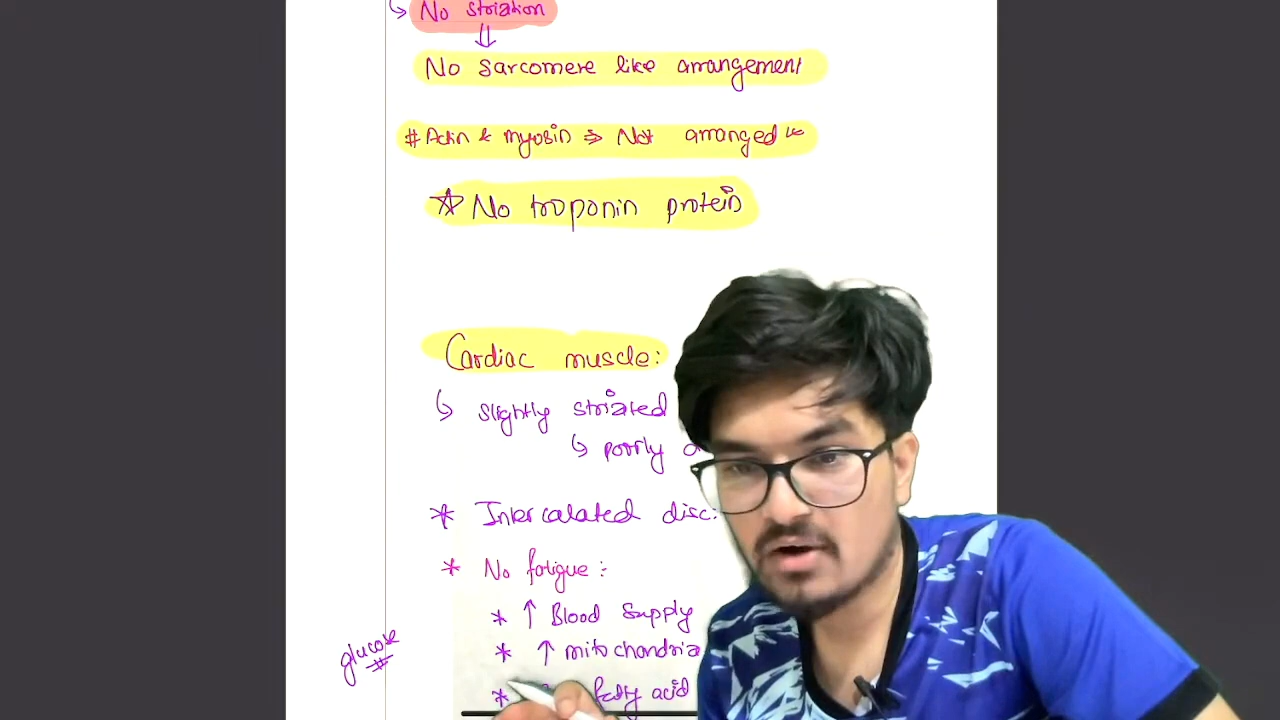 ↳ No striation
⇓
No sarcomere like arrangement
# Actin & myosin ⇒ Not arranged
☆ No troponin protein
Cardiac muscle:
↳ slightly striated
↳ poorly
* Intercalated disc:
* No fatigue :-
* ↑ Blood supply
* ↑ mitochondria
* fatty acid
glucose